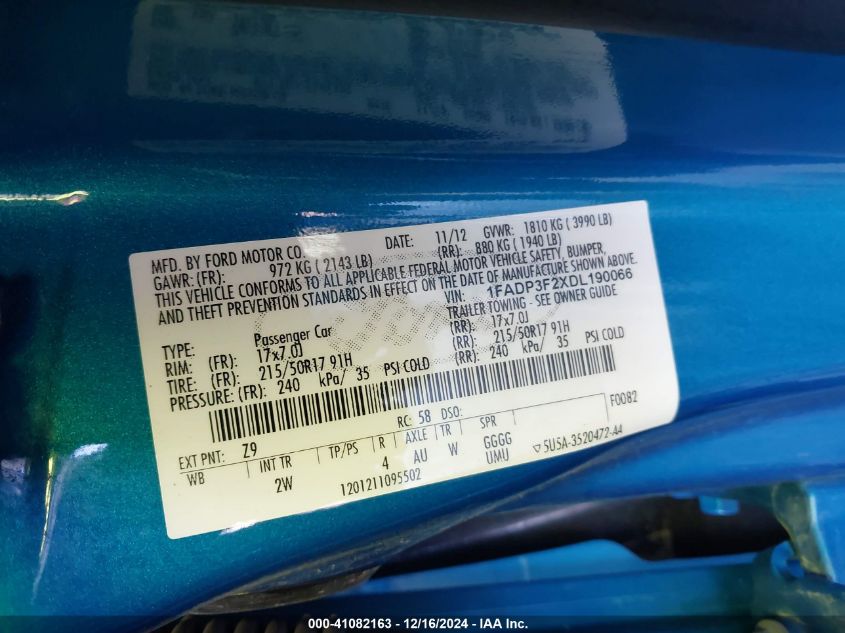 MFD. BY FORD MOTOR CO. DATE: 11/12 GVWR: 1810 KG ( 3990 LB)
GAWR: (FR): 972 KG ( 2143 LB) (RR): 880 KG ( 1940 LB)
THIS VEHICLE CONFORMS TO ALL APPLICABLE FEDERAL MOTOR VEHICLE SAFETY, BUMPER,
AND THEFT PREVENTION STANDARDS IN EFFECT ON THE DATE OF MANUFACTURE SHOWN ABOVE.
VIN: 1FADP3F2XDL190066
TYPE: Passenger Car TRAILER TOWING - SEE OWNER GUIDE
RIM: (FR): 17x7.0J (RR): 17x7.0J
TIRE: (FR): 215/50R17 91H (RR): 215/50R17 91H
PRESSURE: (FR): 240 kPa/ 35 PSI COLD (RR): 240 kPa/ 35 PSI COLD
RC: 58 DSO: F0082
EXT PNT: Z9
WB INT TR TP/PS R AXLE TR SPR
2W 4 AU W GGGG
1201211095502 UMU 5U5A-3520472-AA
000-41082163 - 12/16/2024 - IAA Inc.